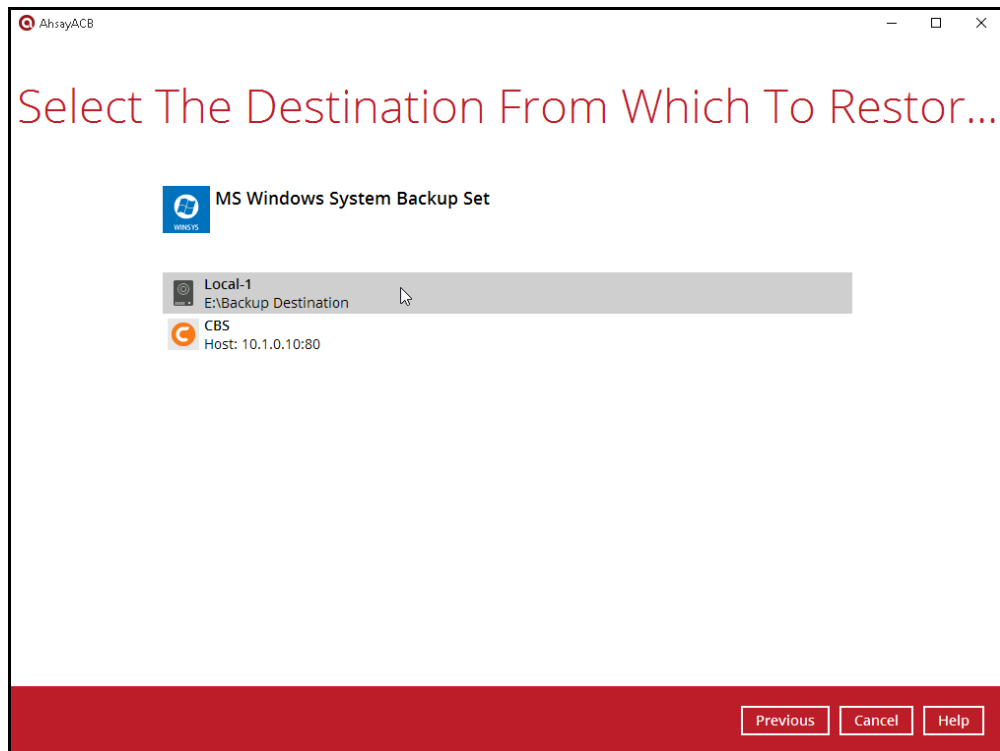 AhsayACB
Select The Destination From Which To Restor...
MS Windows System Backup Set
WINSYS
Local-1
E:\Backup Destination
CBS
Host: 10.1.0.10:80
Previous
Cancel
Help